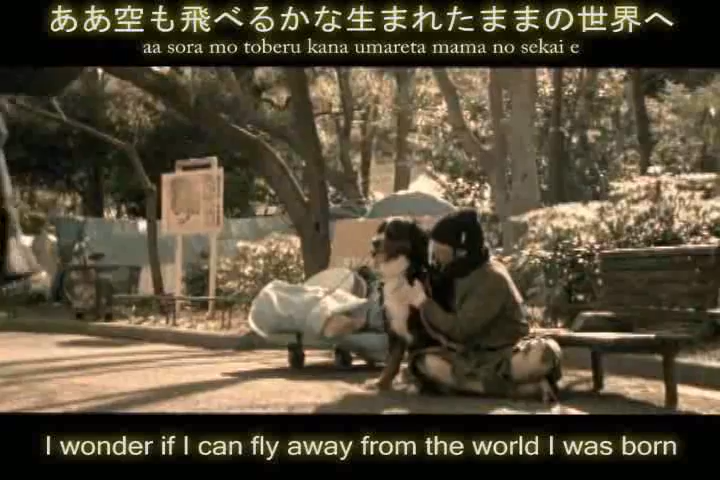 ああ空も飛べるかな生まれたままの世界へ
aa sora mo toberu kana umareta mama no sekai e
I wonder if I can fly away from the world I was born